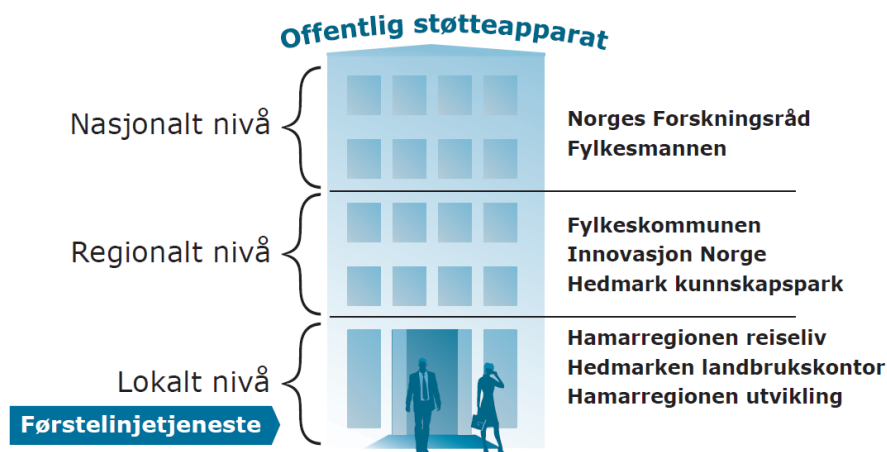 Offentlig støtteapparat
Nasjonalt nivå
Norges Forskningsråd
Fylkesmannen
Regionalt nivå
Fylkeskommunen
Innovasjon Norge
Hedmark kunnskapspark
Lokalt nivå
Førstelinjetjeneste
Hamarregionen reiseliv
Hedmarken landbrukskontor
Hamarregionen utvikling